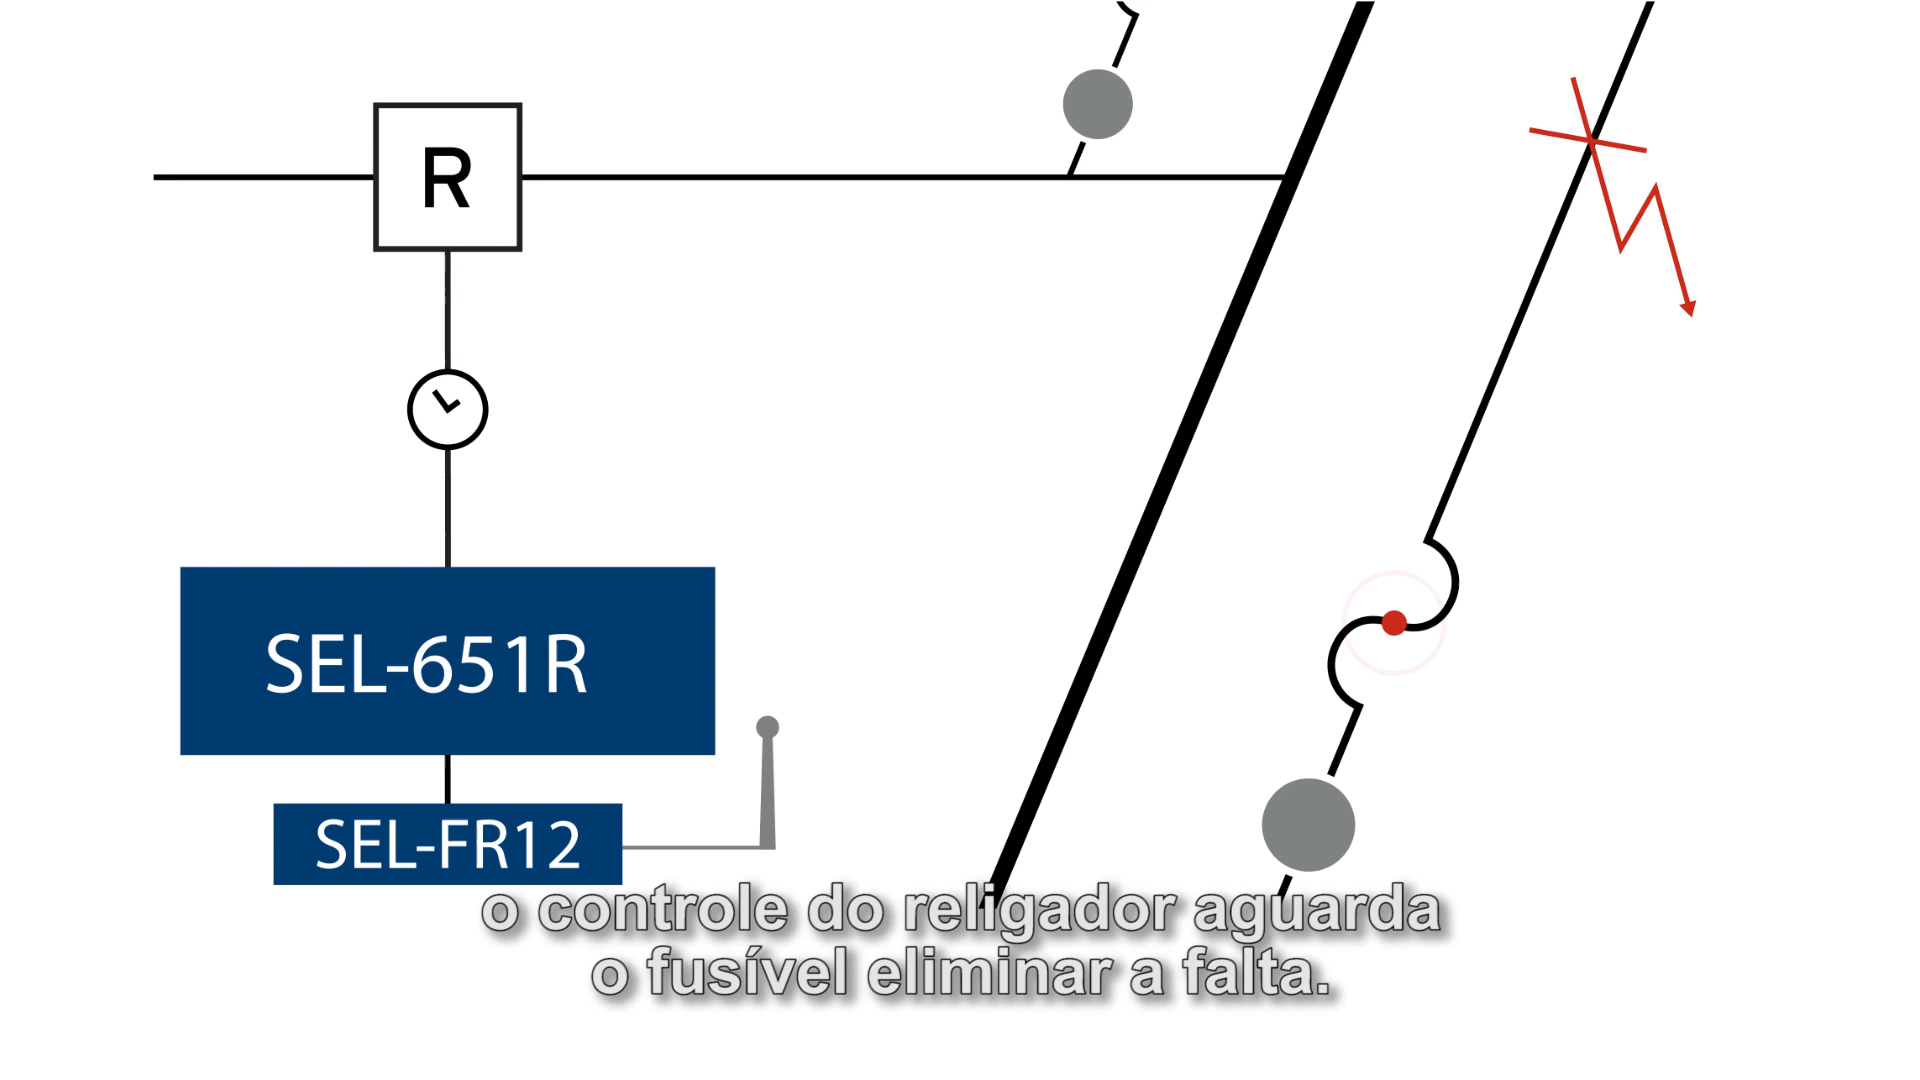 R
SEL-651R
SEL-FR12
o controle do religador aguarda
o fusível eliminar a falta.